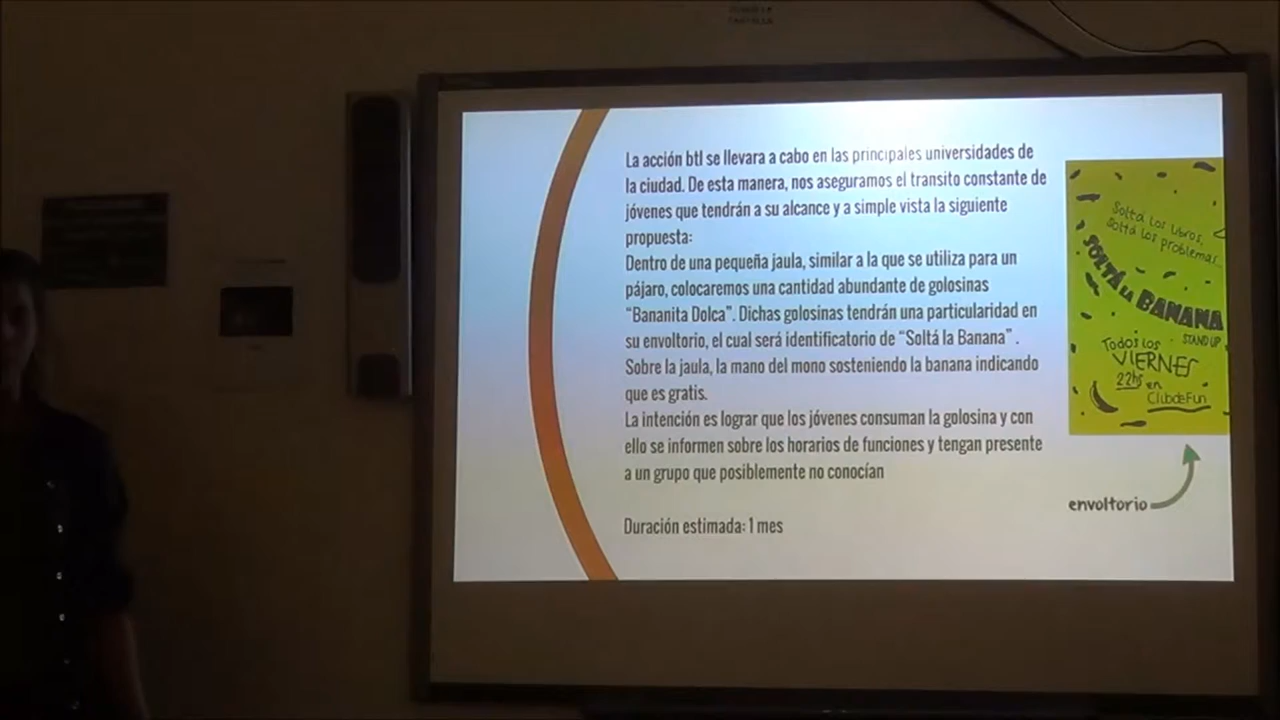 La acción btl se llevara a cabo en las principales universidades de
la ciudad. De esta manera, nos aseguramos el transito constante de
jóvenes que tendrán a su alcance y a simple vista la siguiente
propuesta:
Dentro de una pequeña jaula, similar a la que se utiliza para un
pájaro, colocaremos una cantidad abundante de golosinas
“Bananita Dolca”. Dichas golosinas tendrán una particularidad en
su envoltorio, el cual será identificatorio de “Soltá la Banana” .
Sobre la jaula, la mano del mono sosteniendo la banana indicando
que es gratis.
La intención es lograr que los jóvenes consuman la golosina y con
ello se informen sobre los horarios de funciones y tengan presente
a un grupo que posiblemente no conocían
Duración estimada: 1 mes
Soltá los libros,
Soltá los problemas...
SOLTÁ LA BANANA
STAND UP
Todos los
VIERNES
22hs en
ClubdeFun
envoltorio